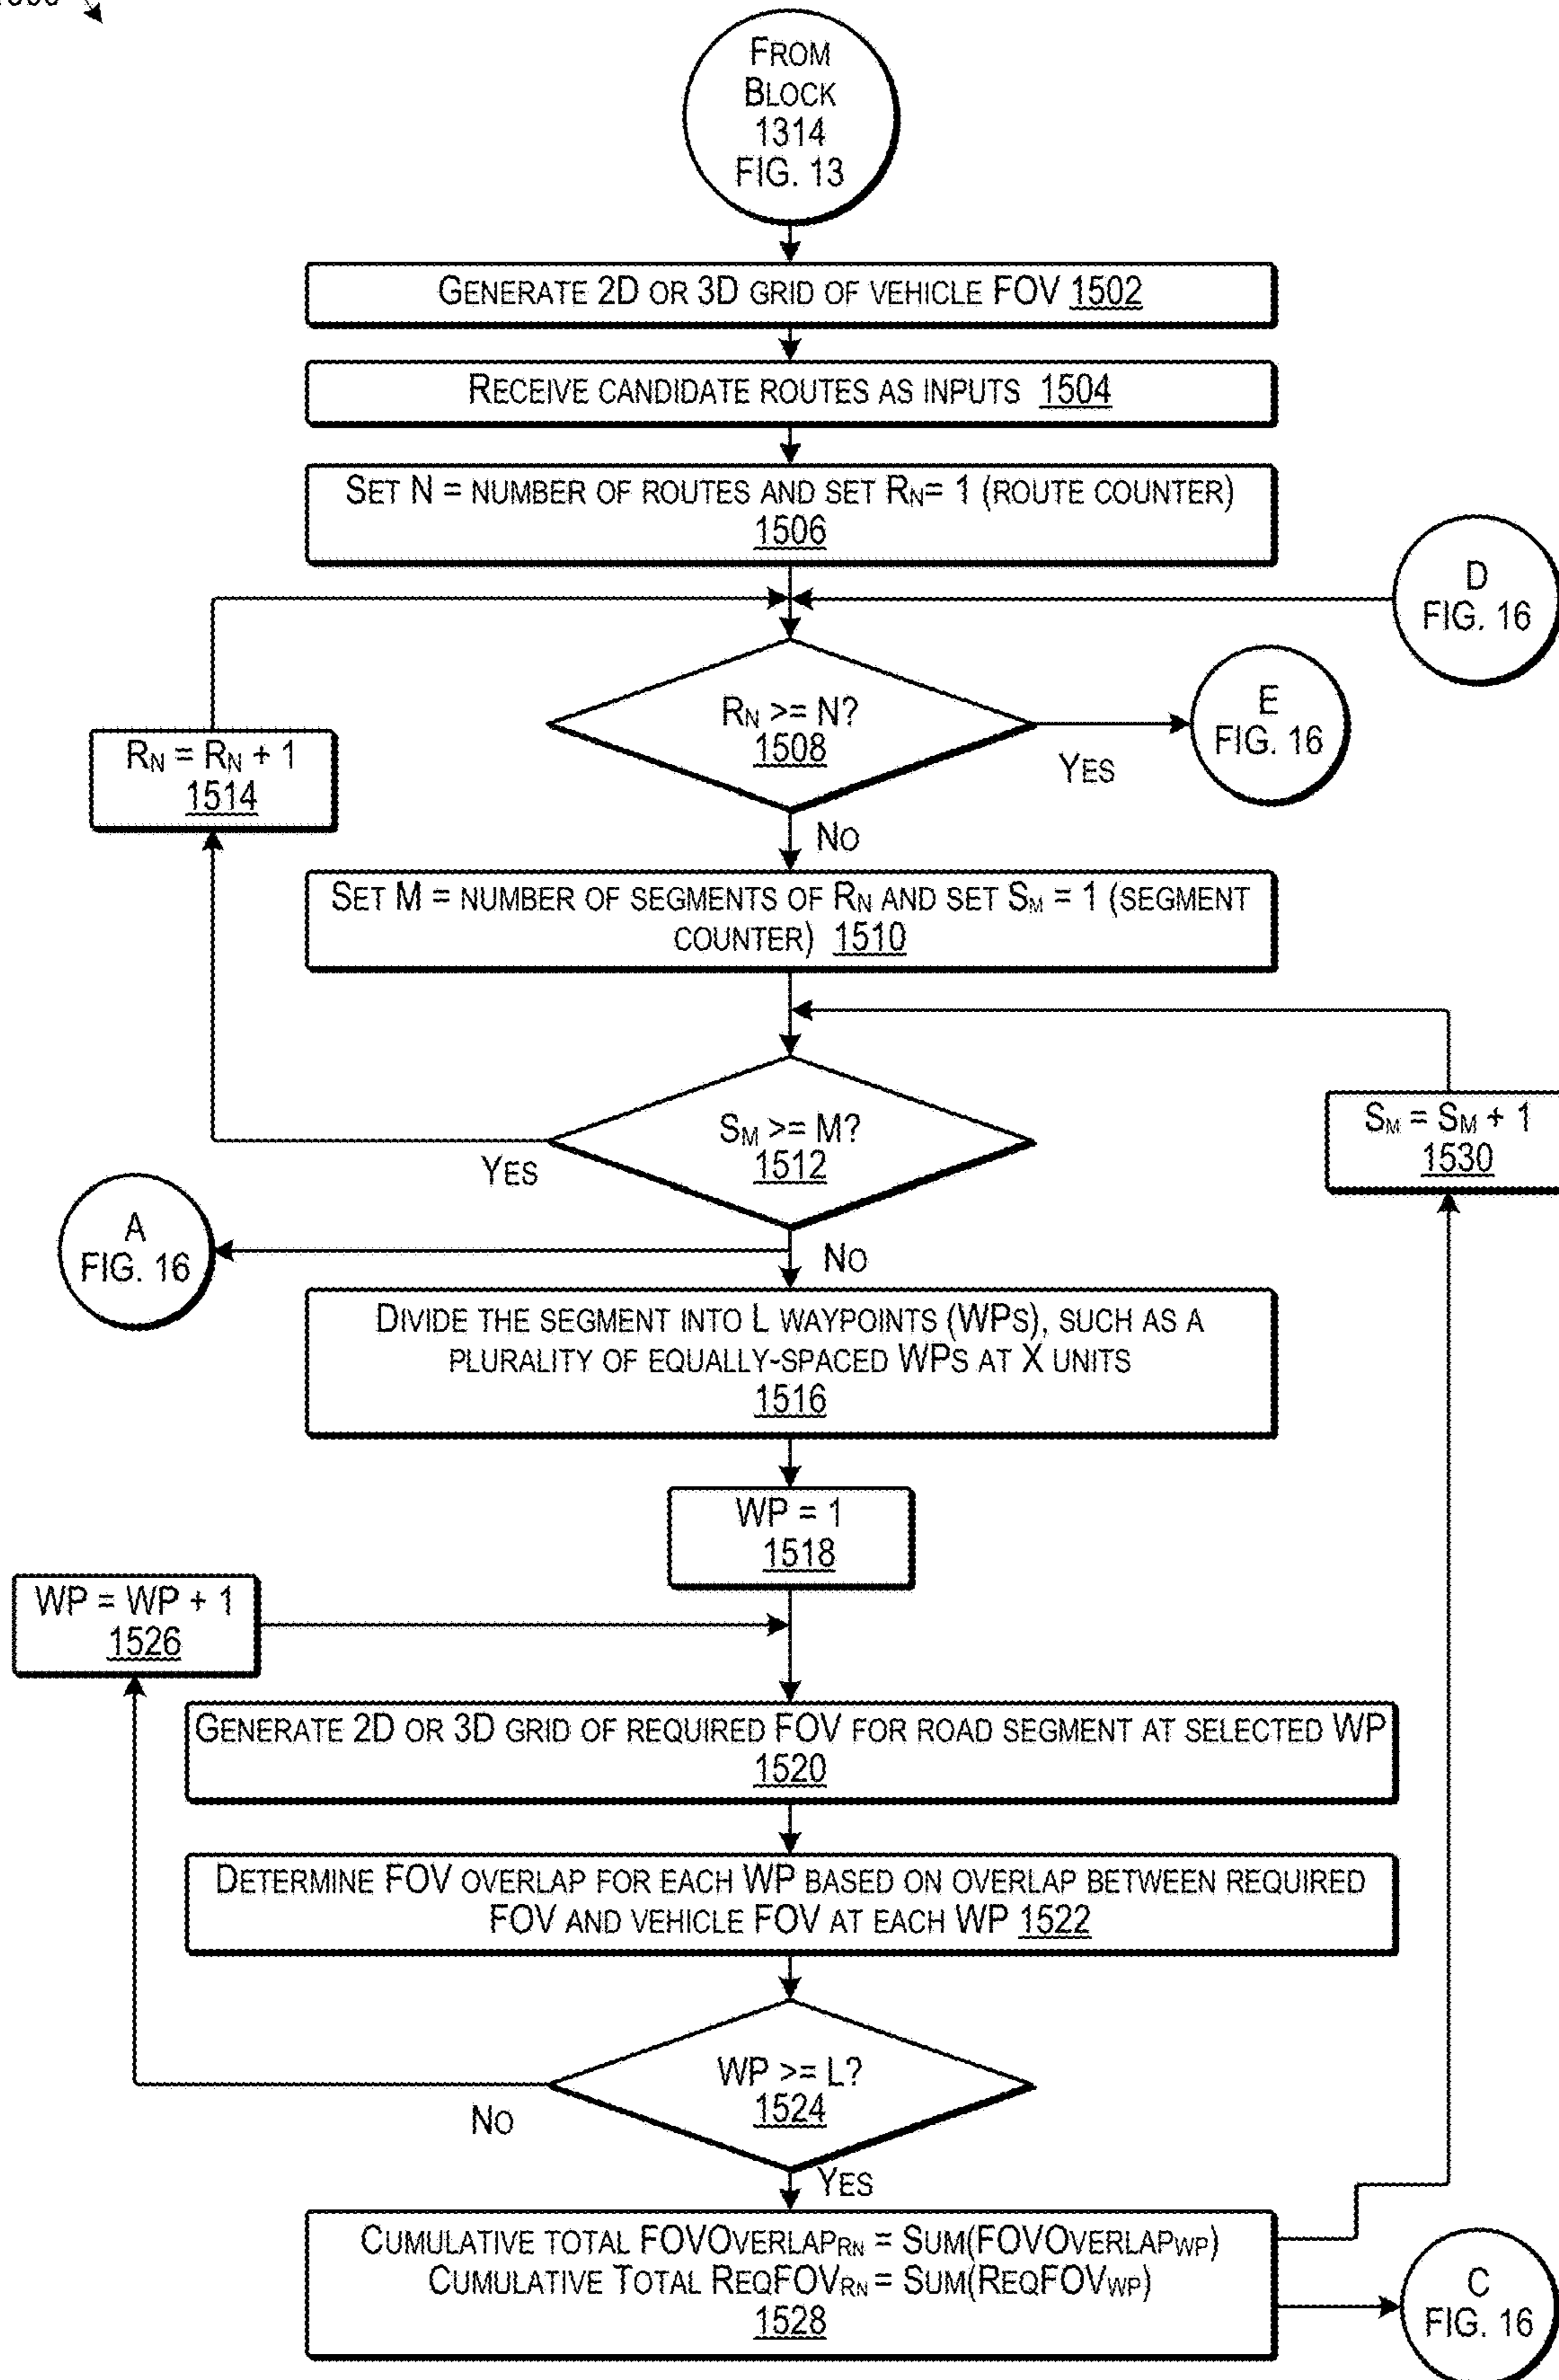 FROM
BLOCK
1314
FIG. 13
GENERATE 2D OR 3D GRID OF VEHICLE FOV 1502
RECEIVE CANDIDATE ROUTES AS INPUTS 1504
SET N = NUMBER OF ROUTES AND SET RN= 1 (ROUTE COUNTER)
1506
D
FIG. 16
RN >= N?
1508
E
FIG. 16
YES
RN = RN + 1
1514
NO
SET M = NUMBER OF SEGMENTS OF RN AND SET SM = 1 (SEGMENT
COUNTER) 1510
SM >= M?
1512
YES
SM = SM + 1
1530
A
FIG. 16
NO
DIVIDE THE SEGMENT INTO L WAYPOINTS (WPS), SUCH AS A
PLURALITY OF EQUALLY-SPACED WPS AT X UNITS
1516
WP = 1
1518
WP = WP + 1
1526
GENERATE 2D OR 3D GRID OF REQUIRED FOV FOR ROAD SEGMENT AT SELECTED WP
1520
DETERMINE FOV OVERLAP FOR EACH WP BASED ON OVERLAP BETWEEN REQUIRED
FOV AND VEHICLE FOV AT EACH WP 1522
WP >= L?
1524
NO
YES
CUMULATIVE TOTAL FOVOVERLAPRN = SUM(FOVOVERLAPWP)
CUMULATIVE TOTAL REQFOVRN = SUM(REQFOVWP)
1528
C
FIG. 16